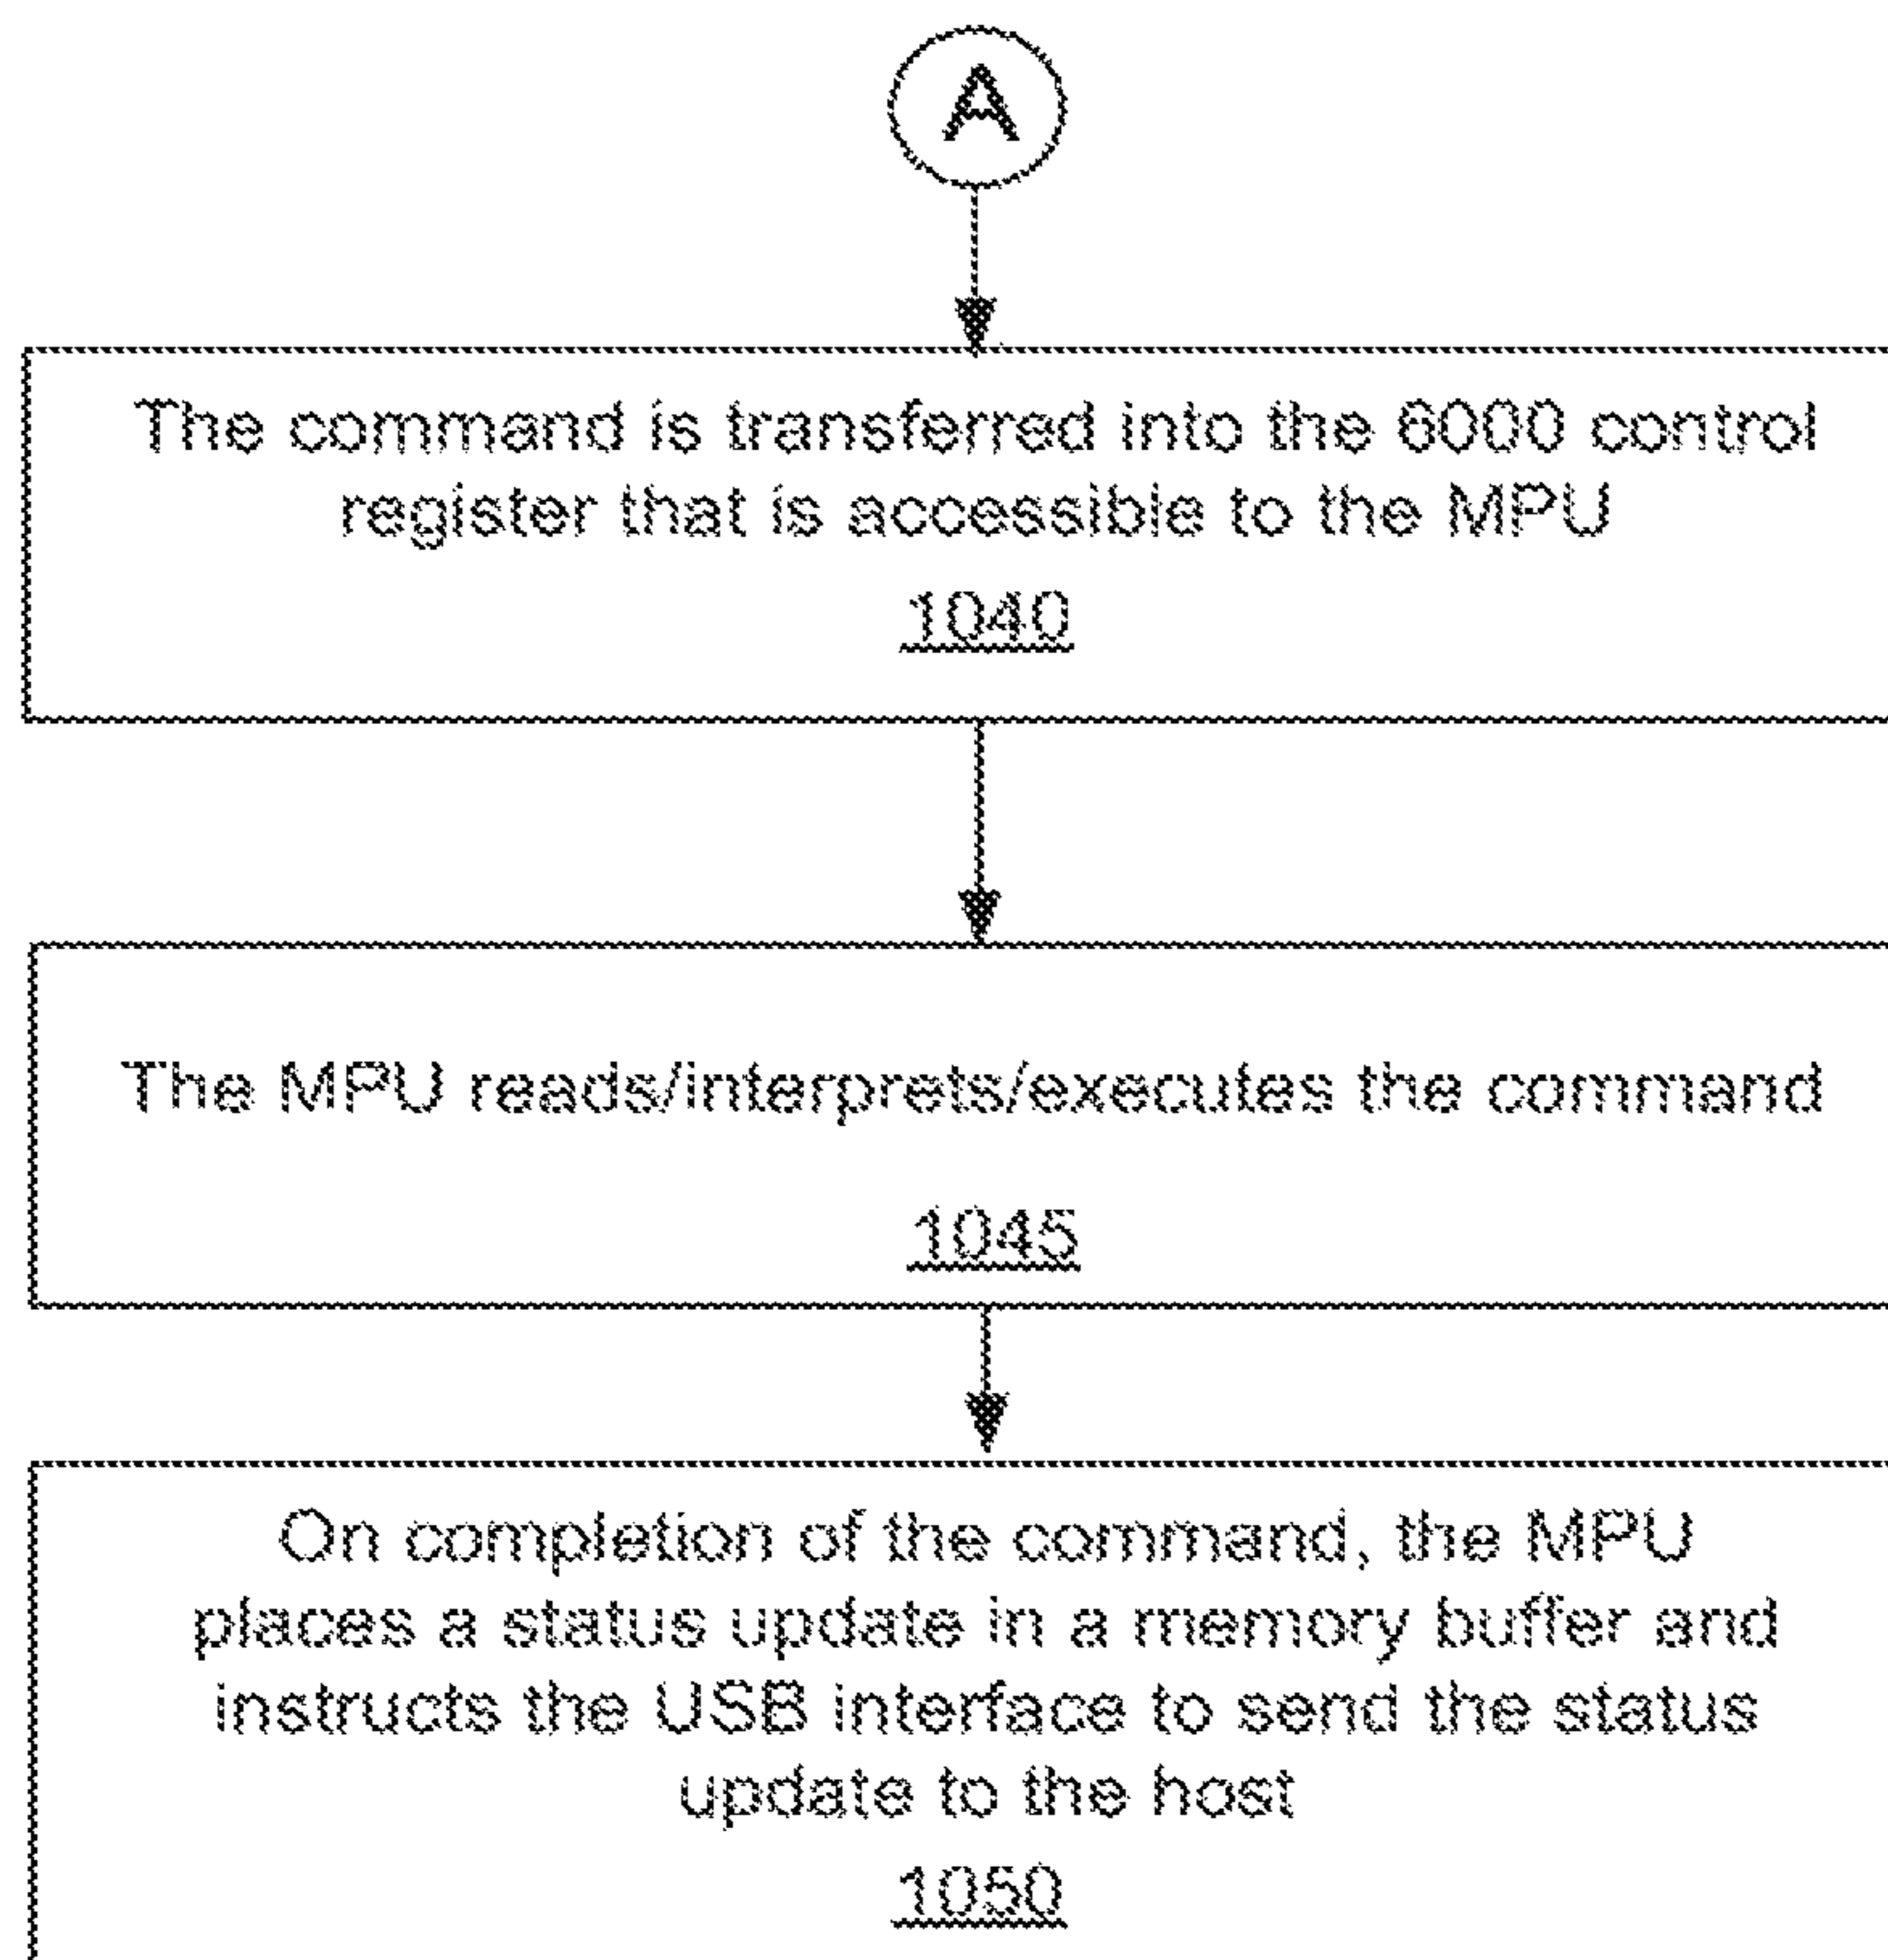 A
The command is transferred into the 6000 control
register that is accessible to the MPU
1040
The MPU reads/interprets/executes the command
1045
On completion of the command, the MPU
places a status update in a memory buffer and
instructs the USB interface to send the status
update to the host
1050